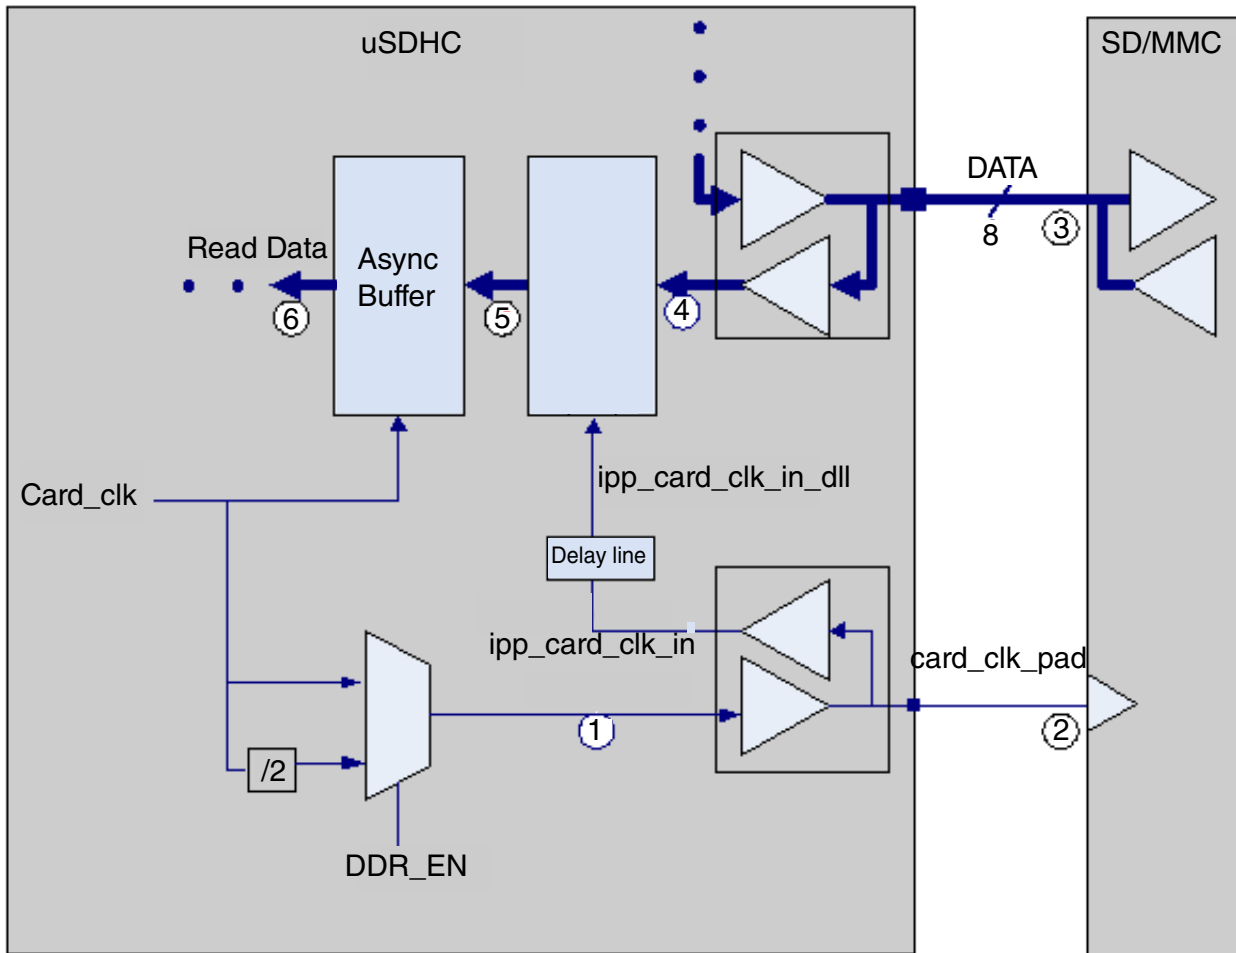 uSDHC
SD/MMC
DATA
8
3
Read Data
Async
Buffer
6
5
4
ipp_card_clk_in_dll
Card_clk
Delay line
ipp_card_clk_in
card_clk_pad
1
2
/2
DDR_EN